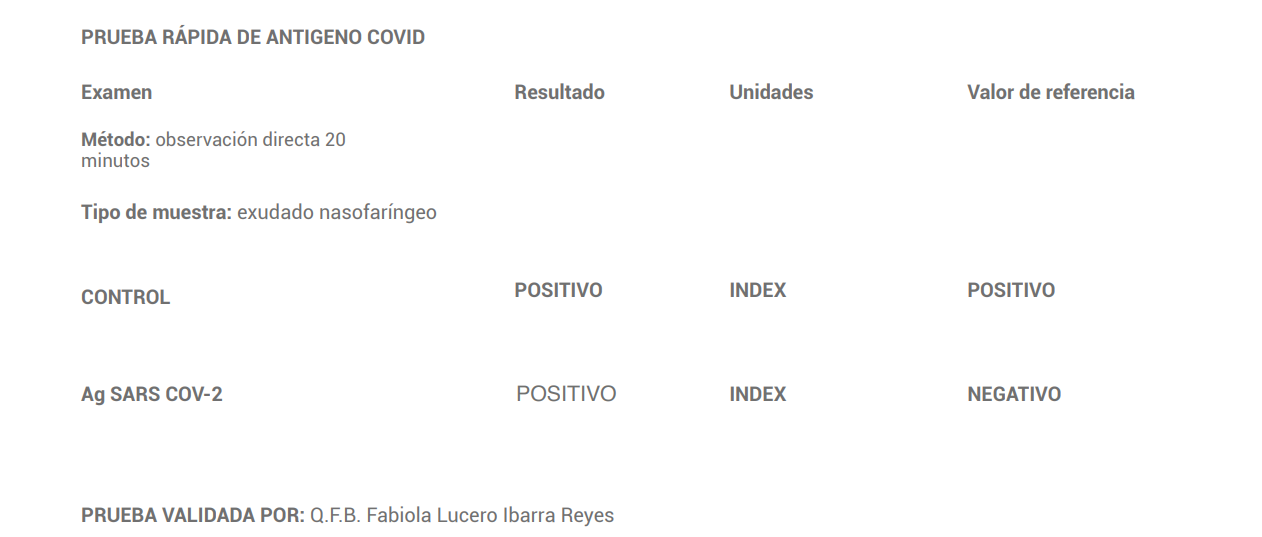 PRUEBA RÁPIDA DE ANTIGENO COVID
Examen Resultado Unidades Valor de referencia
Método: observación directa 20
minutos
Tipo de muestra: exudado nasofaríngeo
CONTROL POSITIVO INDEX POSITIVO
Ag SARS COV-2 POSITIVO INDEX NEGATIVO
PRUEBA VALIDADA POR: Q.F.B. Fabiola Lucero Ibarra Reyes